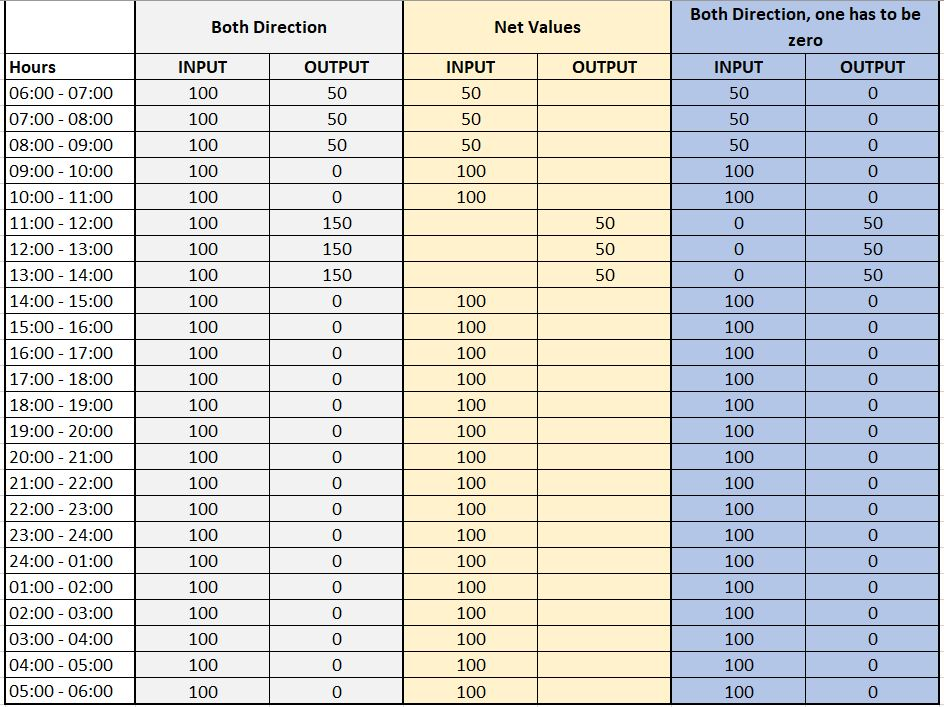 Both Direction Net Values Both Direction, one has to be
zero
Hours INPUT OUTPUT INPUT OUTPUT INPUT OUTPUT
06:00 - 07:00 100 50 50 50 0
07:00 - 08:00 100 50 50 50 0
08:00 - 09:00 100 50 50 50 0
09:00 - 10:00 100 0 100 100 0
10:00 - 11:00 100 0 100 100 0
11:00 - 12:00 100 150 50 0 50
12:00 - 13:00 100 150 50 0 50
13:00 - 14:00 100 150 50 0 50
14:00 - 15:00 100 0 100 100 0
15:00 - 16:00 100 0 100 100 0
16:00 - 17:00 100 0 100 100 0
17:00 - 18:00 100 0 100 100 0
18:00 - 19:00 100 0 100 100 0
19:00 - 20:00 100 0 100 100 0
20:00 - 21:00 100 0 100 100 0
21:00 - 22:00 100 0 100 100 0
22:00 - 23:00 100 0 100 100 0
23:00 - 24:00 100 0 100 100 0
24:00 - 01:00 100 0 100 100 0
01:00 - 02:00 100 0 100 100 0
02:00 - 03:00 100 0 100 100 0
03:00 - 04:00 100 0 100 100 0
04:00 - 05:00 100 0 100 100 0
05:00 - 06:00 100 0 100 100 0